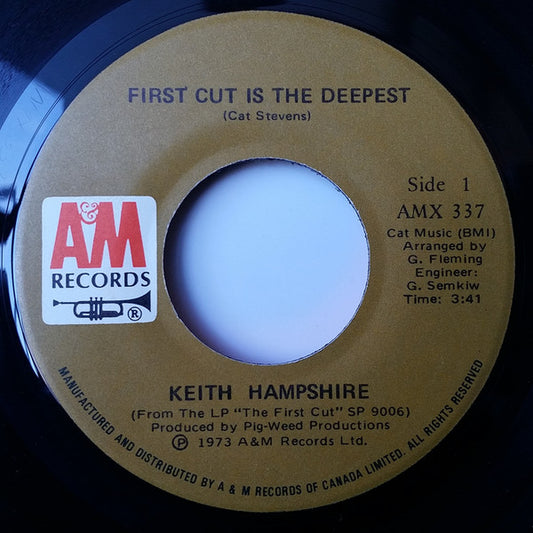 FIRST CUT IS THE DEEPEST
(Cat Stevens)
Side 1
AMX 337
Cat Music (BMI)
Arranged by
G. Fleming
Engineer:
G. Semkiw
Time: 3:41
A&M
RECORDS
®
KEITH HAMPSHIRE
(From The LP "The First Cut" SP 9006)
Produced by Pig-Weed Productions
Ⓟ 1973 A&M Records Ltd.
MANUFACTURED AND DISTRIBUTED BY A & M RECORDS OF CANADA LIMITED. ALL RIGHTS RESERVED